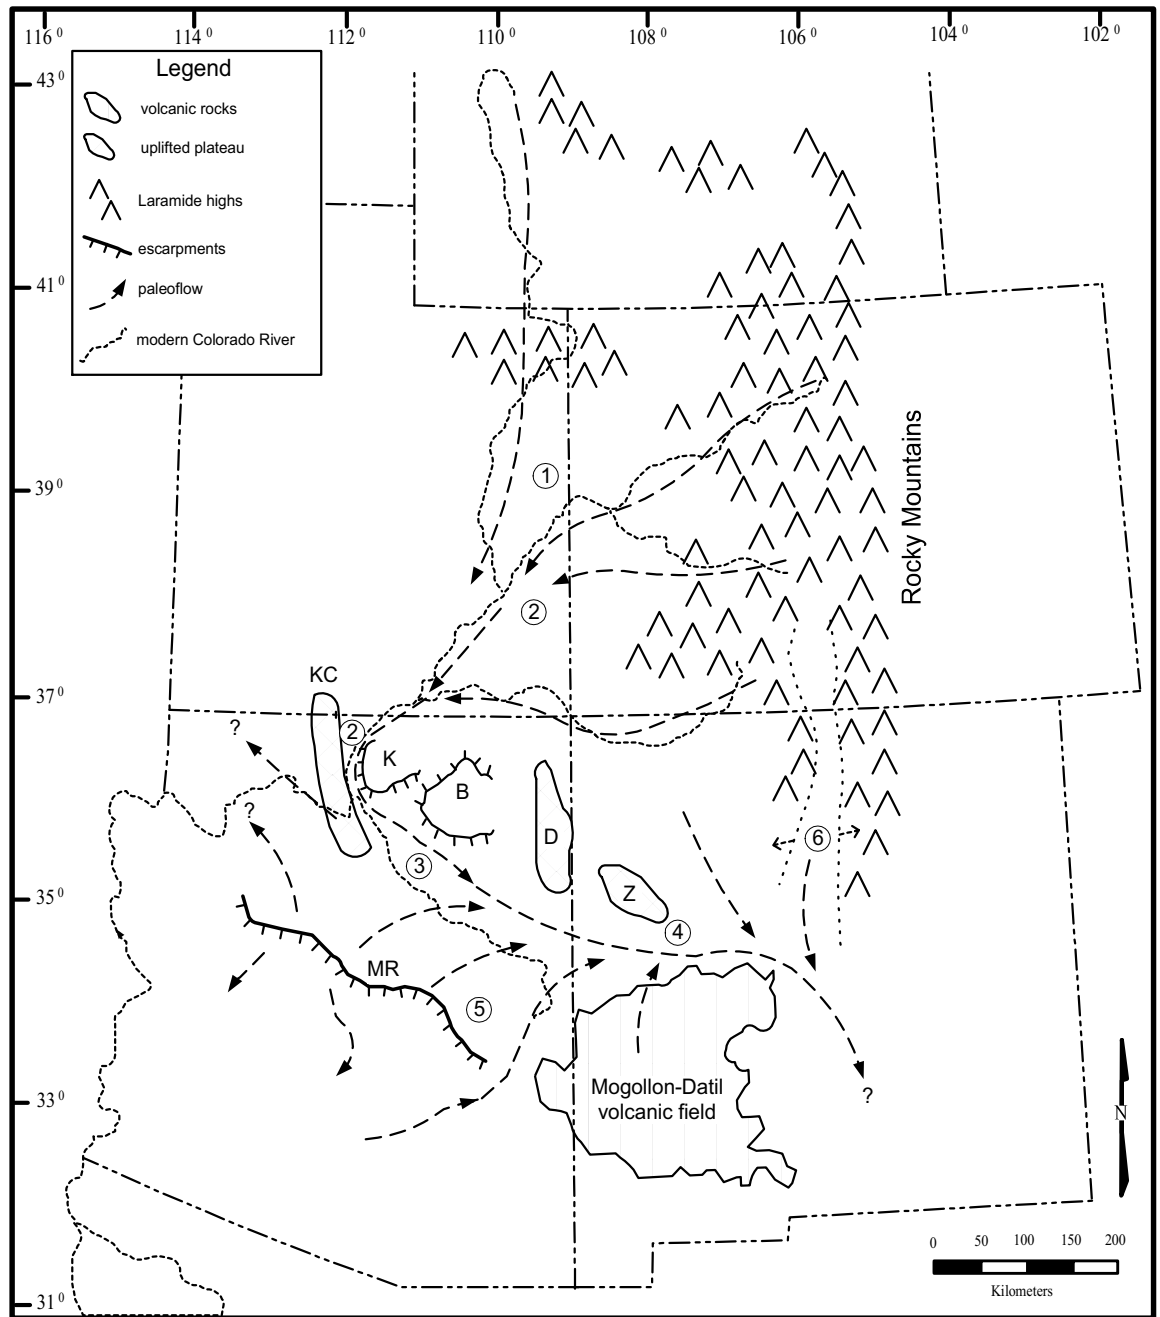 116⁰ 114⁰ 112⁰ 110⁰ 108⁰ 106⁰ 104⁰ 102⁰
43⁰
Legend
volcanic rocks
uplifted plateau
Laramide highs
escarpments
paleoflow
modern Colorado River
41⁰
39⁰
1
Rocky Mountains
2
37⁰
KC
?
2
K
B
?
D
6
3
35⁰
Z
4
MR
5
33⁰
Mogollon-Datil
volcanic field
?
N
0 50 100 150 200
Kilometers
31⁰